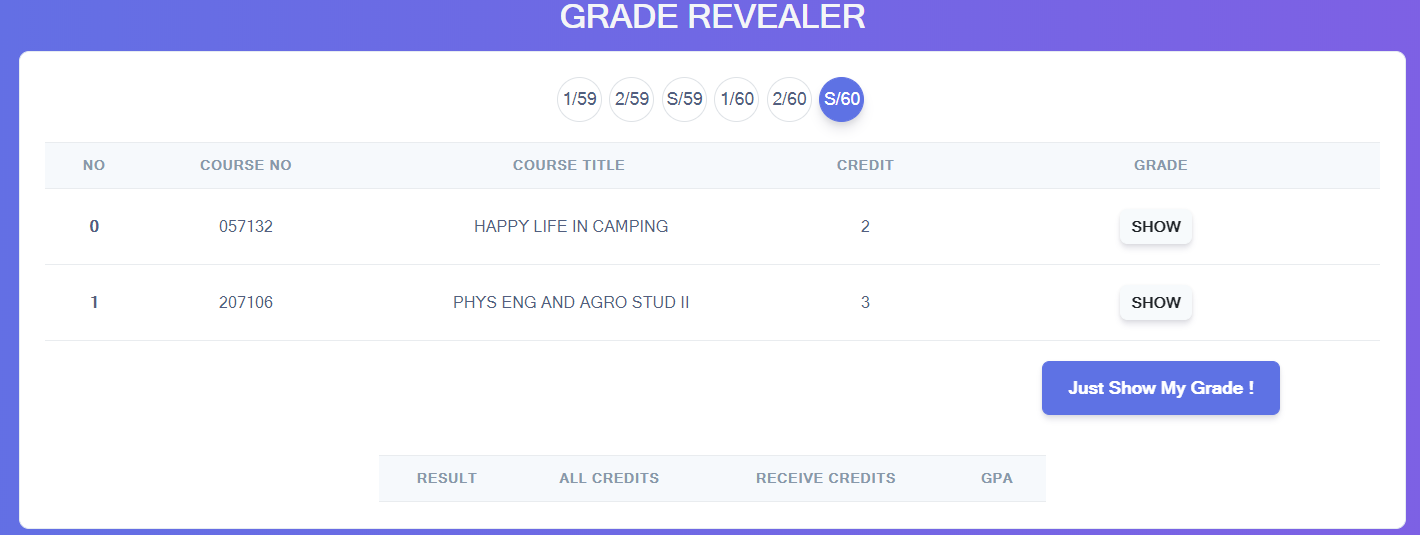 GRADE REVEALER
1/59 2/59 S/59 1/60 2/60 S/60
NO COURSE NO COURSE TITLE CREDIT GRADE
0 057132 HAPPY LIFE IN CAMPING 2 SHOW
1 207106 PHYS ENG AND AGRO STUD II 3 SHOW
Just Show My Grade !
RESULT ALL CREDITS RECEIVE CREDITS GPA